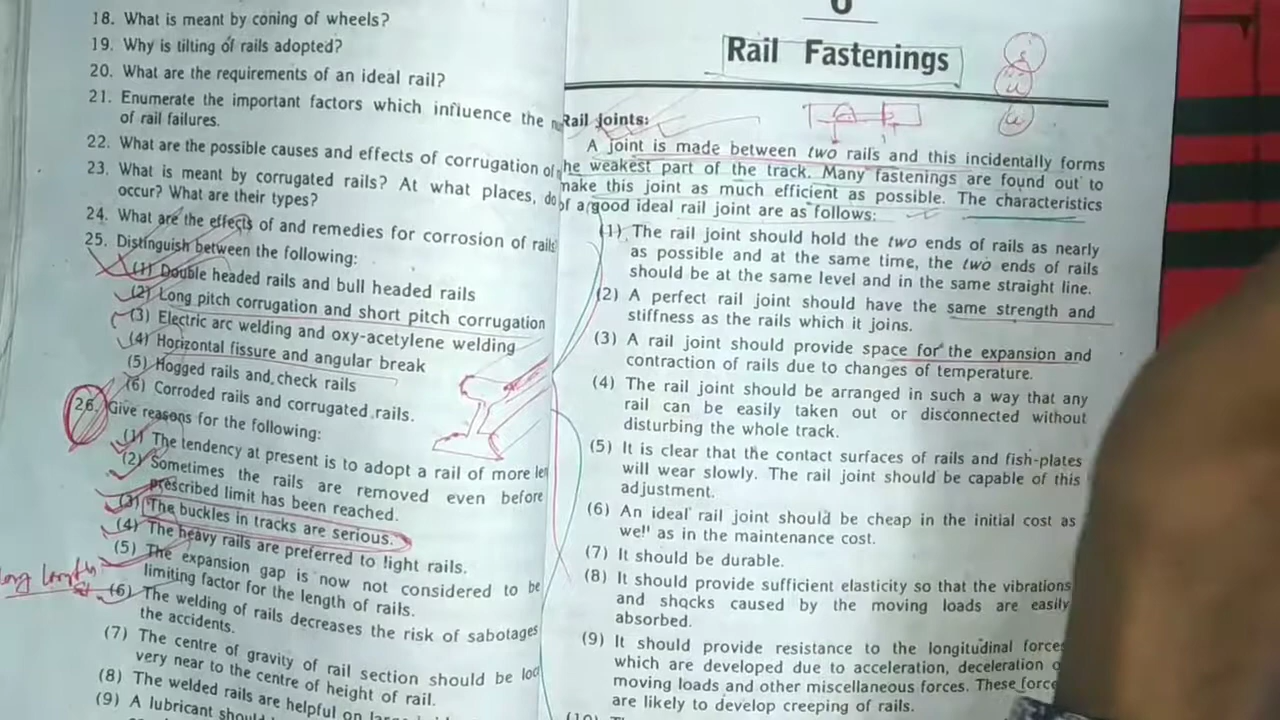 18. What is meant by coning of wheels?
19. Why is tilting of rails adopted?
20. What are the requirements of an ideal rail?
21. Enumerate the important factors which influence the
of rail failures.
22. What are the possible causes and effects of corrugation of
23. What is meant by corrugated rails? At what places, do
occur? What are their types?
24. What are the effects of and remedies for corrosion of rails
25. Distinguish between the following:
(1) Double headed rails and bull headed rails
(2) Long pitch corrugation and short pitch corrugation
(3) Electric arc welding and oxy-acetylene welding
(4) Horizontal fissure and angular break
(5) Hogged rails and check rails
(6) Corroded rails and corrugated rails.
26. Give reasons for the following:
(1) The tendency at present is to adopt a rail of more
(2) Sometimes the rails are removed even before
prescribed limit has been reached.
(3) The buckles in tracks are serious.
(4) The heavy rails are preferred to light rails.
(5) The expansion gap is now not considered to be
limiting factor for the length of rails.
long length
(6) The welding of rails decreases the risk of sabotages
the accidents.
(7) The centre of gravity of rail section should be
very near to the centre of height of rail.
(8) The welded rails are helpful on
(9) A lubricant should
Rail Fastenings
Rail Joints:
A joint is made between two rails and this incidentally forms
the weakest part of the track. Many fastenings are found out to
make this joint as much efficient as possible. The characteristics
of a good ideal rail joint are as follows:
(1) The rail joint should hold the two ends of rails as nearly
as possible and at the same time, the two ends of rails
should be at the same level and in the same straight line.
(2) A perfect rail joint should have the same strength and
stiffness as the rails which it joins.
(3) A rail joint should provide space for the expansion and
contraction of rails due to changes of temperature.
(4) The rail joint should be arranged in such a way that any
rail can be easily taken out or disconnected without
disturbing the whole track.
(5) It is clear that the contact surfaces of rails and fish-plates
will wear slowly. The rail joint should be capable of this
adjustment.
(6) An ideal rail joint should be cheap in the initial cost as
well as in the maintenance cost.
(7) It should be durable.
(8) It should provide sufficient elasticity so that the vibrations
and shocks caused by the moving loads are easily
absorbed.
(9) It should provide resistance to the longitudinal forces
which are developed due to acceleration, deceleration
moving loads and other miscellaneous forces. These
are likely to develop creeping of rails.
(10)